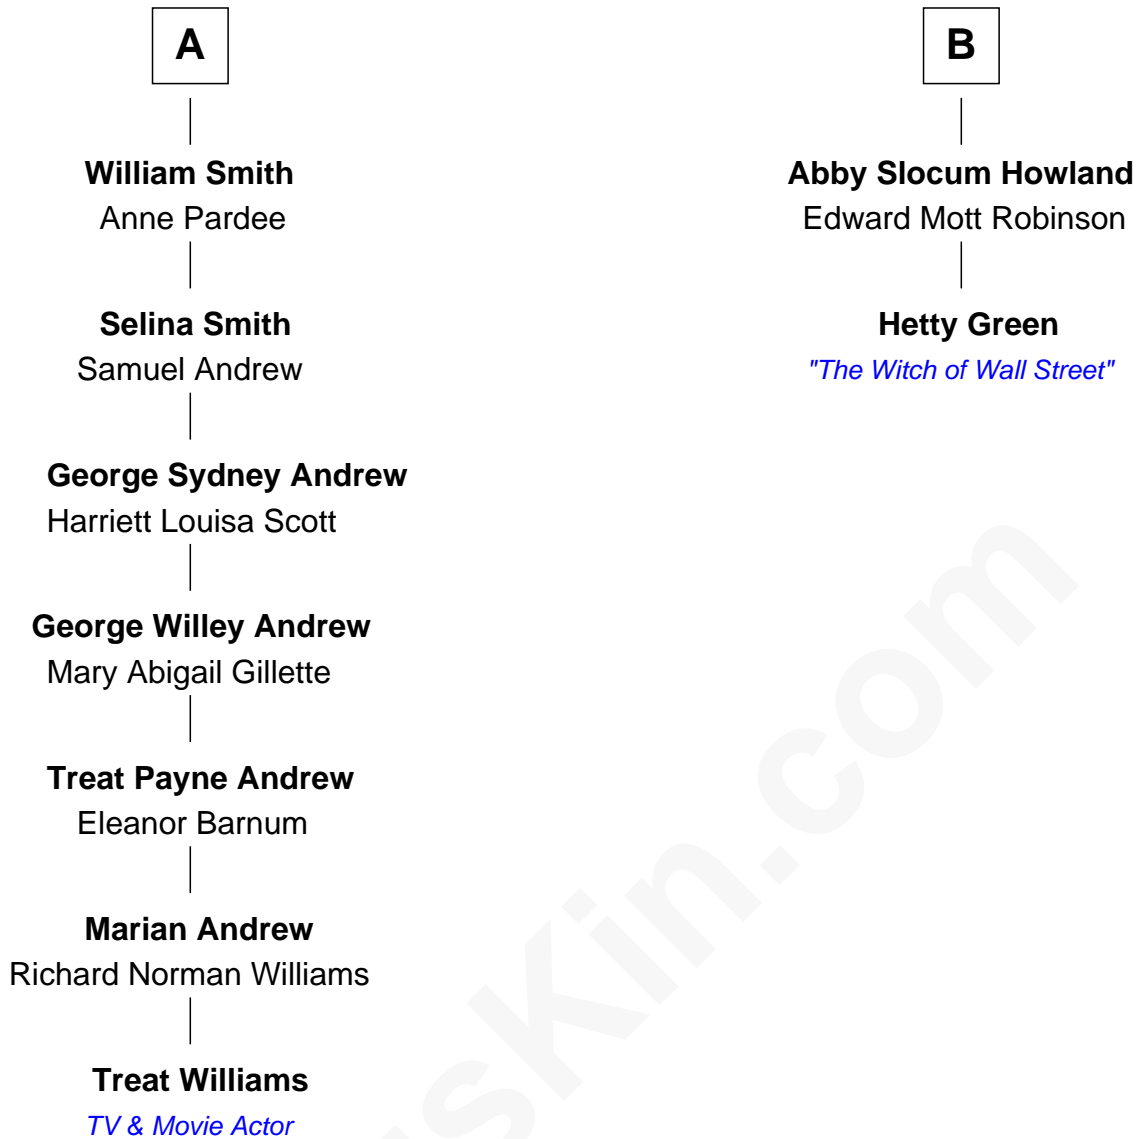 A
William Smith
Anne Pardee
Selina Smith
Samuel Andrew
George Sydney Andrew
Harriett Louisa Scott
George Willey Andrew
Mary Abigail Gillette
Treat Payne Andrew
Eleanor Barnum
Marian Andrew
Richard Norman Williams
Treat Williams
TV & Movie Actor
B
Abby Slocum Howland
Edward Mott Robinson
Hetty Green
"The Witch of Wall Street"
sKin.com